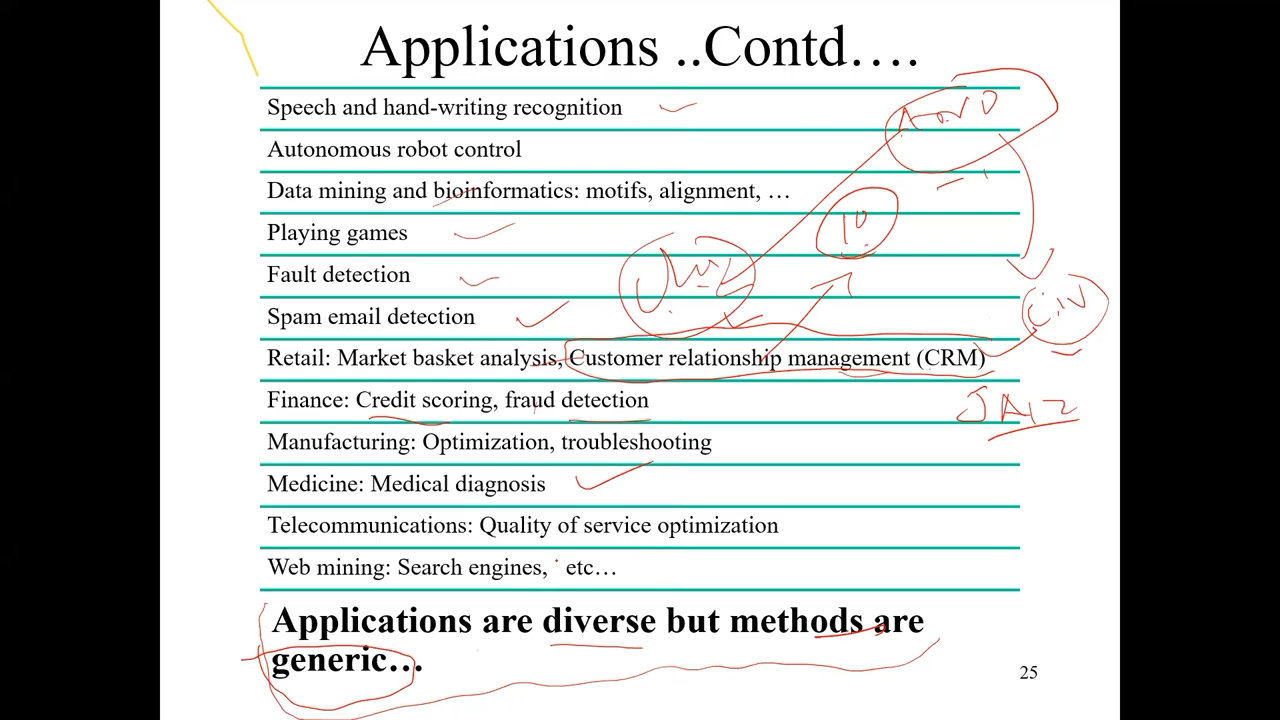 Applications ..Contd….
Speech and hand-writing recognition
Autonomous robot control
Data mining and bioinformatics: motifs, alignment, …
Playing games
Fault detection
Spam email detection
Retail: Market basket analysis, Customer relationship management (CRM)
Finance: Credit scoring, fraud detection
Manufacturing: Optimization, troubleshooting
Medicine: Medical diagnosis
Telecommunications: Quality of service optimization
Web mining: Search engines, etc…
Applications are diverse but methods are
generic…
25